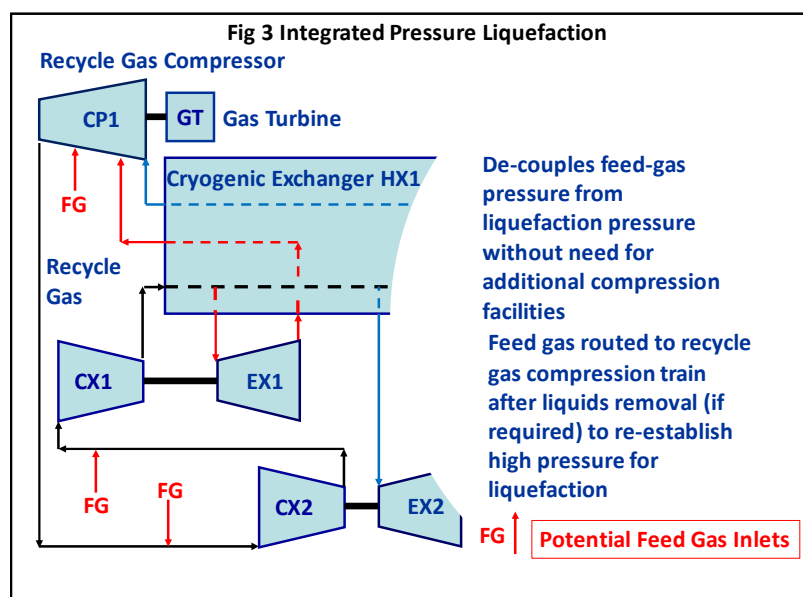 Fig 3 Integrated Pressure Liquefaction
Recycle Gas Compressor
CP1
GT
Gas Turbine
FG
Cryogenic Exchanger HX1
Recycle
Gas
CX1
EX1
FG
FG
CX2
EX2
De-couples feed-gas
pressure from
liquefaction pressure
without need for
additional compression
facilities
Feed gas routed to recycle
gas compression train
after liquids removal (if
required) to re-establish
high pressure for
liquefaction
FG
Potential Feed Gas Inlets